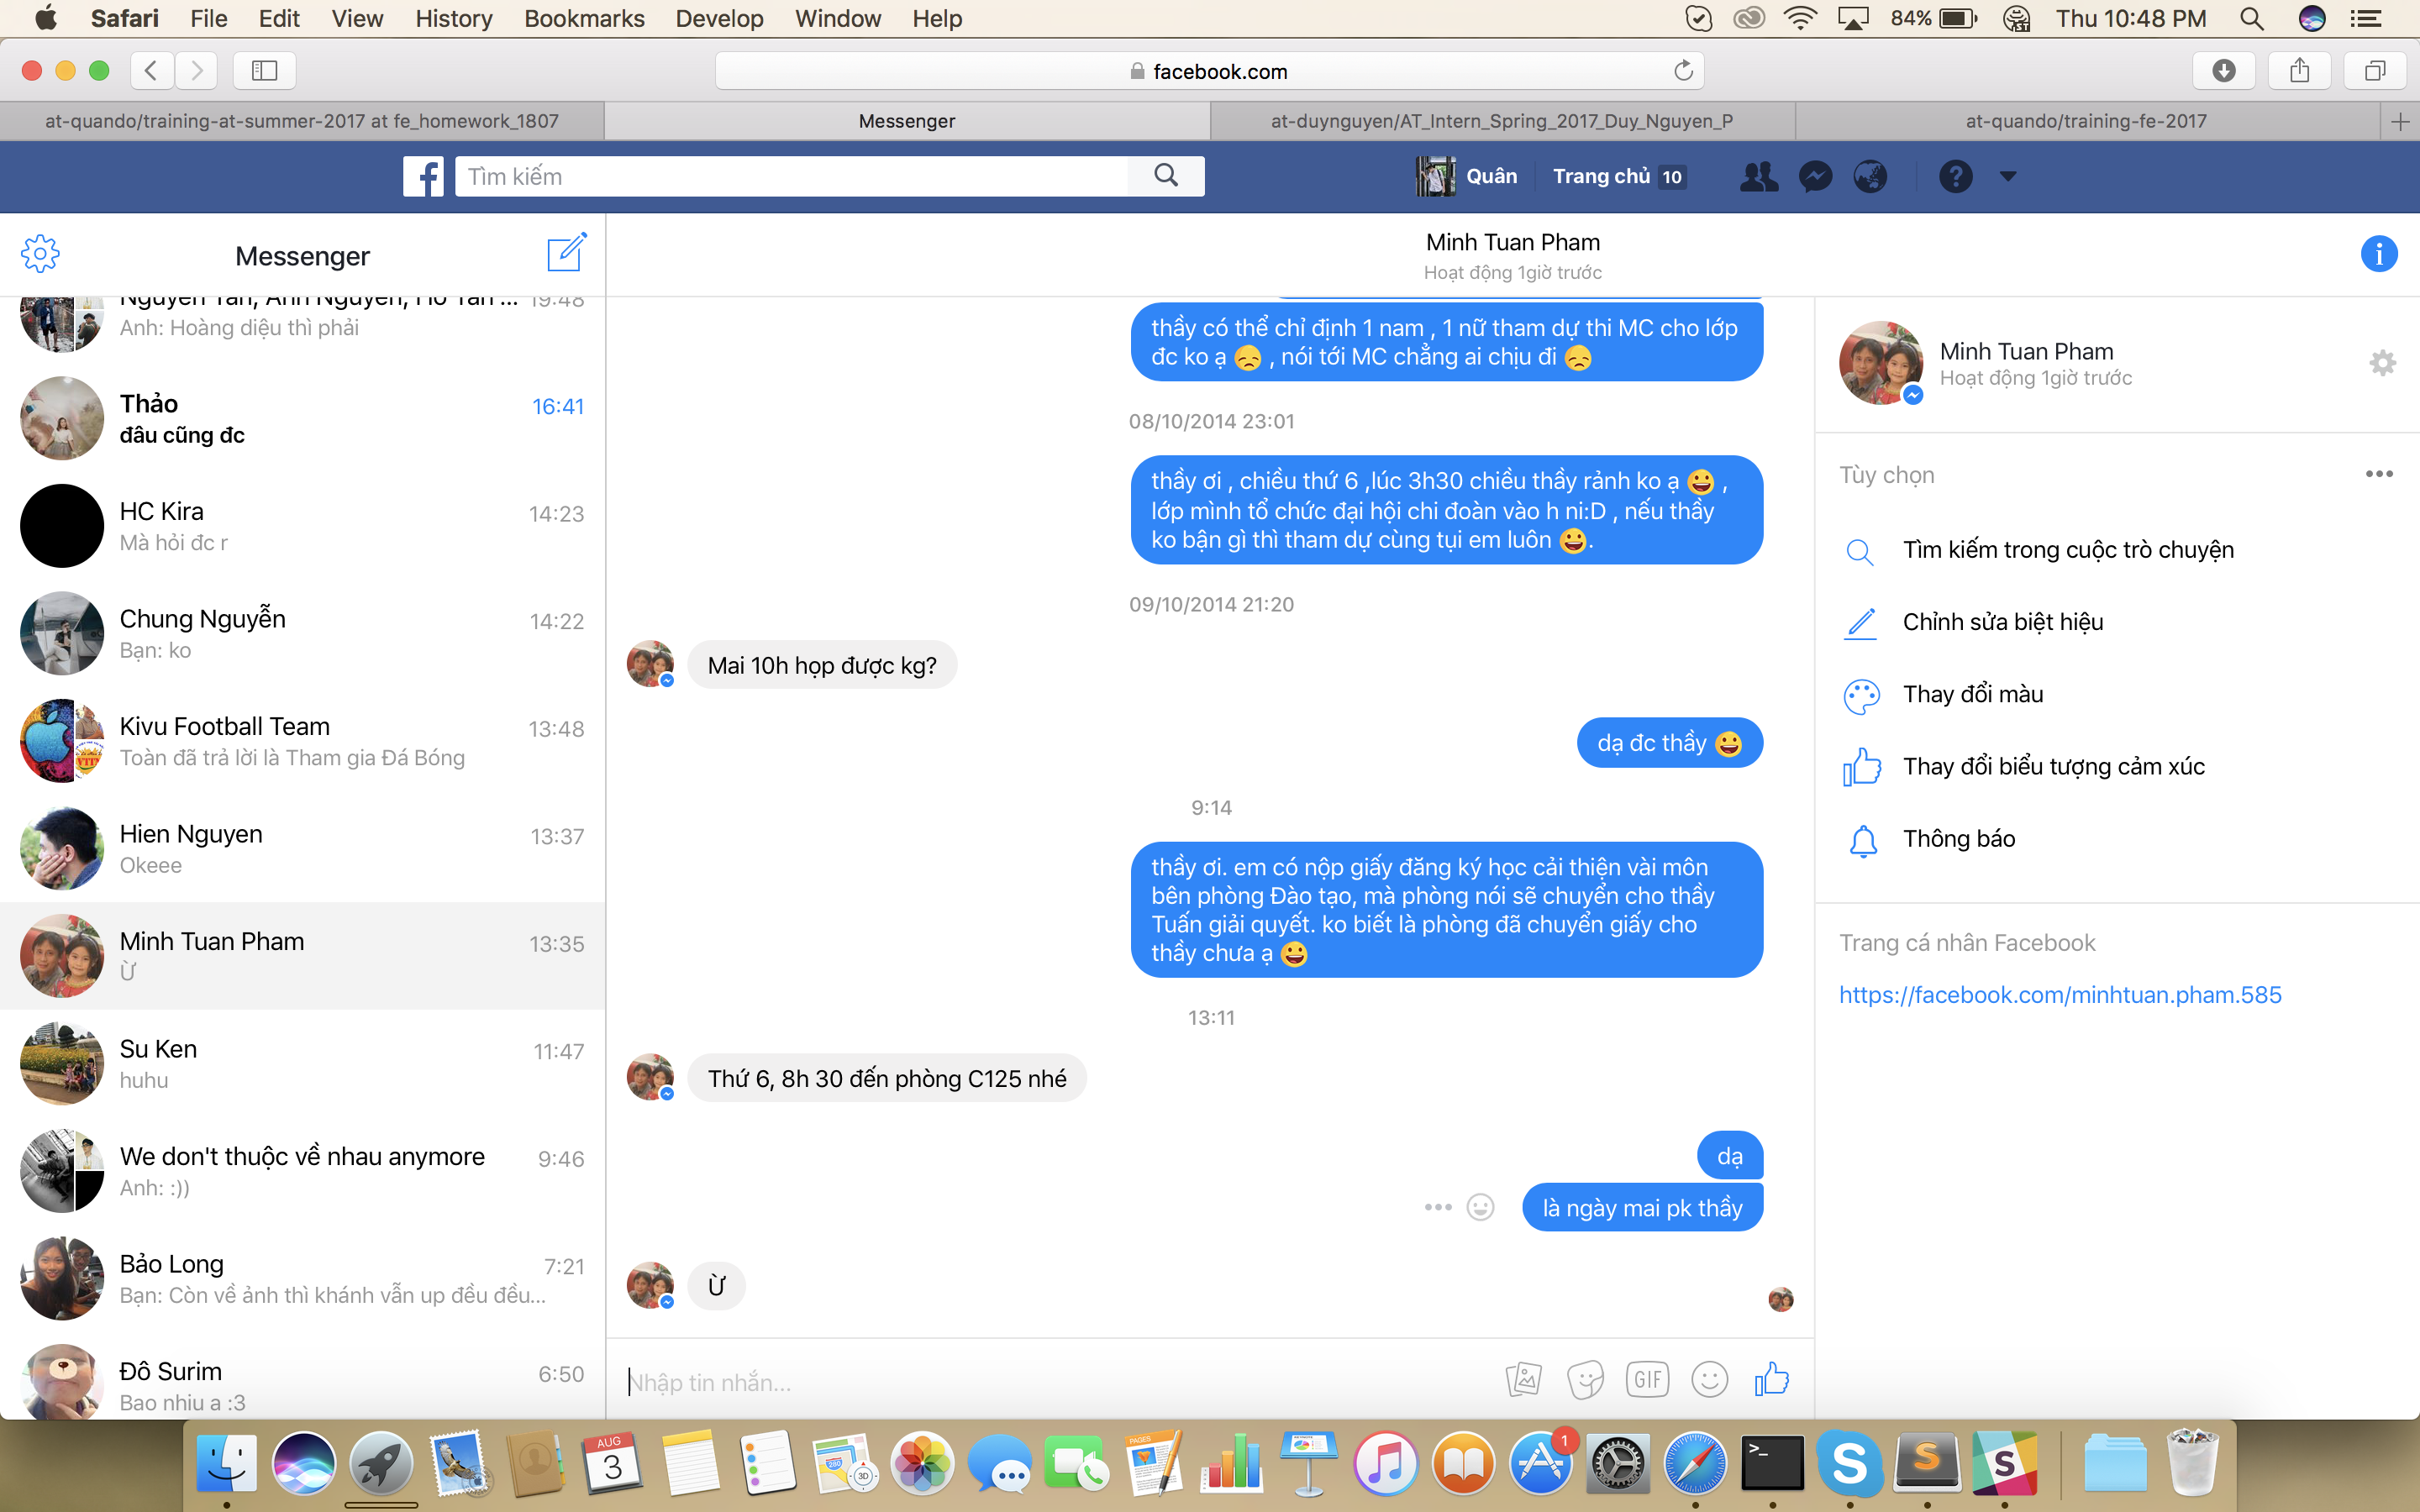 Safari File Edit View History Bookmarks Develop Window Help 84% Thu 10:48 PM
facebook.com
at-quando/training-at-summer-2017 at fe_homework_1807 Messenger at-duynguyen/AT_Intern_Spring_2017_Duy_Nguyen_P at-quando/training-fe-2017
Tìm kiếm Quân Trang chủ 10
Messenger
Nguyen Tan, Anh Nguyen, Ho Tan ... 19:48
Anh: Hoàng diệu thì phải
Thảo 16:41
đâu cũng đc
HC Kira 14:23
Mà hỏi đc r
Chung Nguyễn 14:22
Bạn: ko
Kivu Football Team 13:48
Toàn đã trả lời là Tham gia Đá Bóng
Hien Nguyen 13:37
Okeee
Minh Tuan Pham 13:35
Ừ
Su Ken 11:47
huhu
We don't thuộc về nhau anymore 9:46
Anh: :))
Bảo Long 7:21
Bạn: Còn về ảnh thì khánh vẫn up đều đều...
Đô Surim 6:50
Bao nhiu a :3
Minh Tuan Pham
Hoạt động 1giờ trước
thầy có thể chỉ định 1 nam , 1 nữ tham dự thi MC cho lớp
đc ko ạ 😞 , nói tới MC chẳng ai chịu đi 😞
08/10/2014 23:01
thầy ơi , chiều thứ 6 ,lúc 3h30 chiều thầy rảnh ko ạ 😀 ,
lớp mình tổ chức đại hội chi đoàn vào h ni:D , nếu thầy
ko bận gì thì tham dự cùng tụi em luôn 😀.
09/10/2014 21:20
Mai 10h họp được kg?
dạ đc thầy 😀
9:14
thầy ơi. em có nộp giấy đăng ký học cải thiện vài môn
bên phòng Đào tạo, mà phòng nói sẽ chuyển cho thầy
Tuấn giải quyết. ko biết là phòng đã chuyển giấy cho
thầy chưa ạ 😀
13:11
Thứ 6, 8h 30 đến phòng C125 nhé
dạ
là ngày mai pk thầy
Ừ
Nhập tin nhắn...
GIF
Minh Tuan Pham
Hoạt động 1giờ trước
Tùy chọn
Tìm kiếm trong cuộc trò chuyện
Chỉnh sửa biệt hiệu
Thay đổi màu
Thay đổi biểu tượng cảm xúc
Thông báo
Trang cá nhân Facebook
https://facebook.com/minhtuan.pham.585
AUG
3
280
3D
PAGES
1